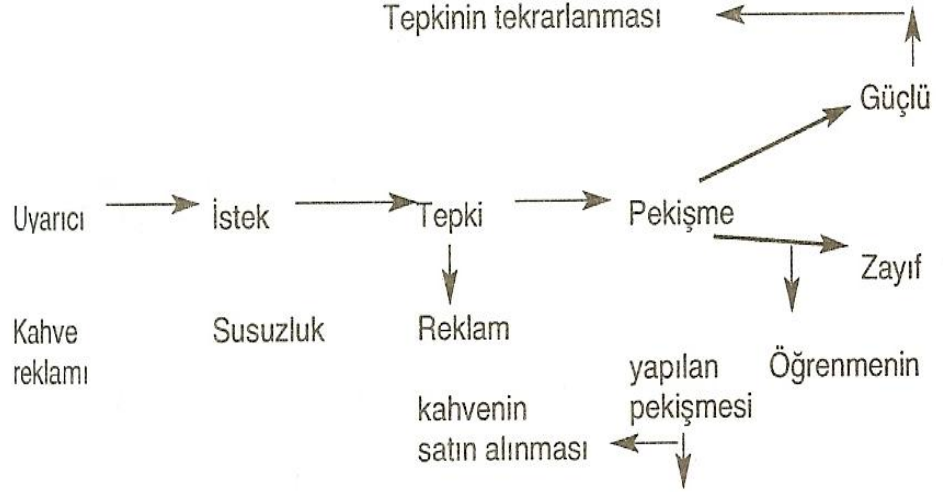 Tepkinin tekrarlanması
Güçlü
Uyarıcı İstek Tepki Pekişme
Zayıf
Kahve Susuzluk Reklam
reklamı
yapılan Öğrenmenin
kahvenin pekişmesi
satın alınması